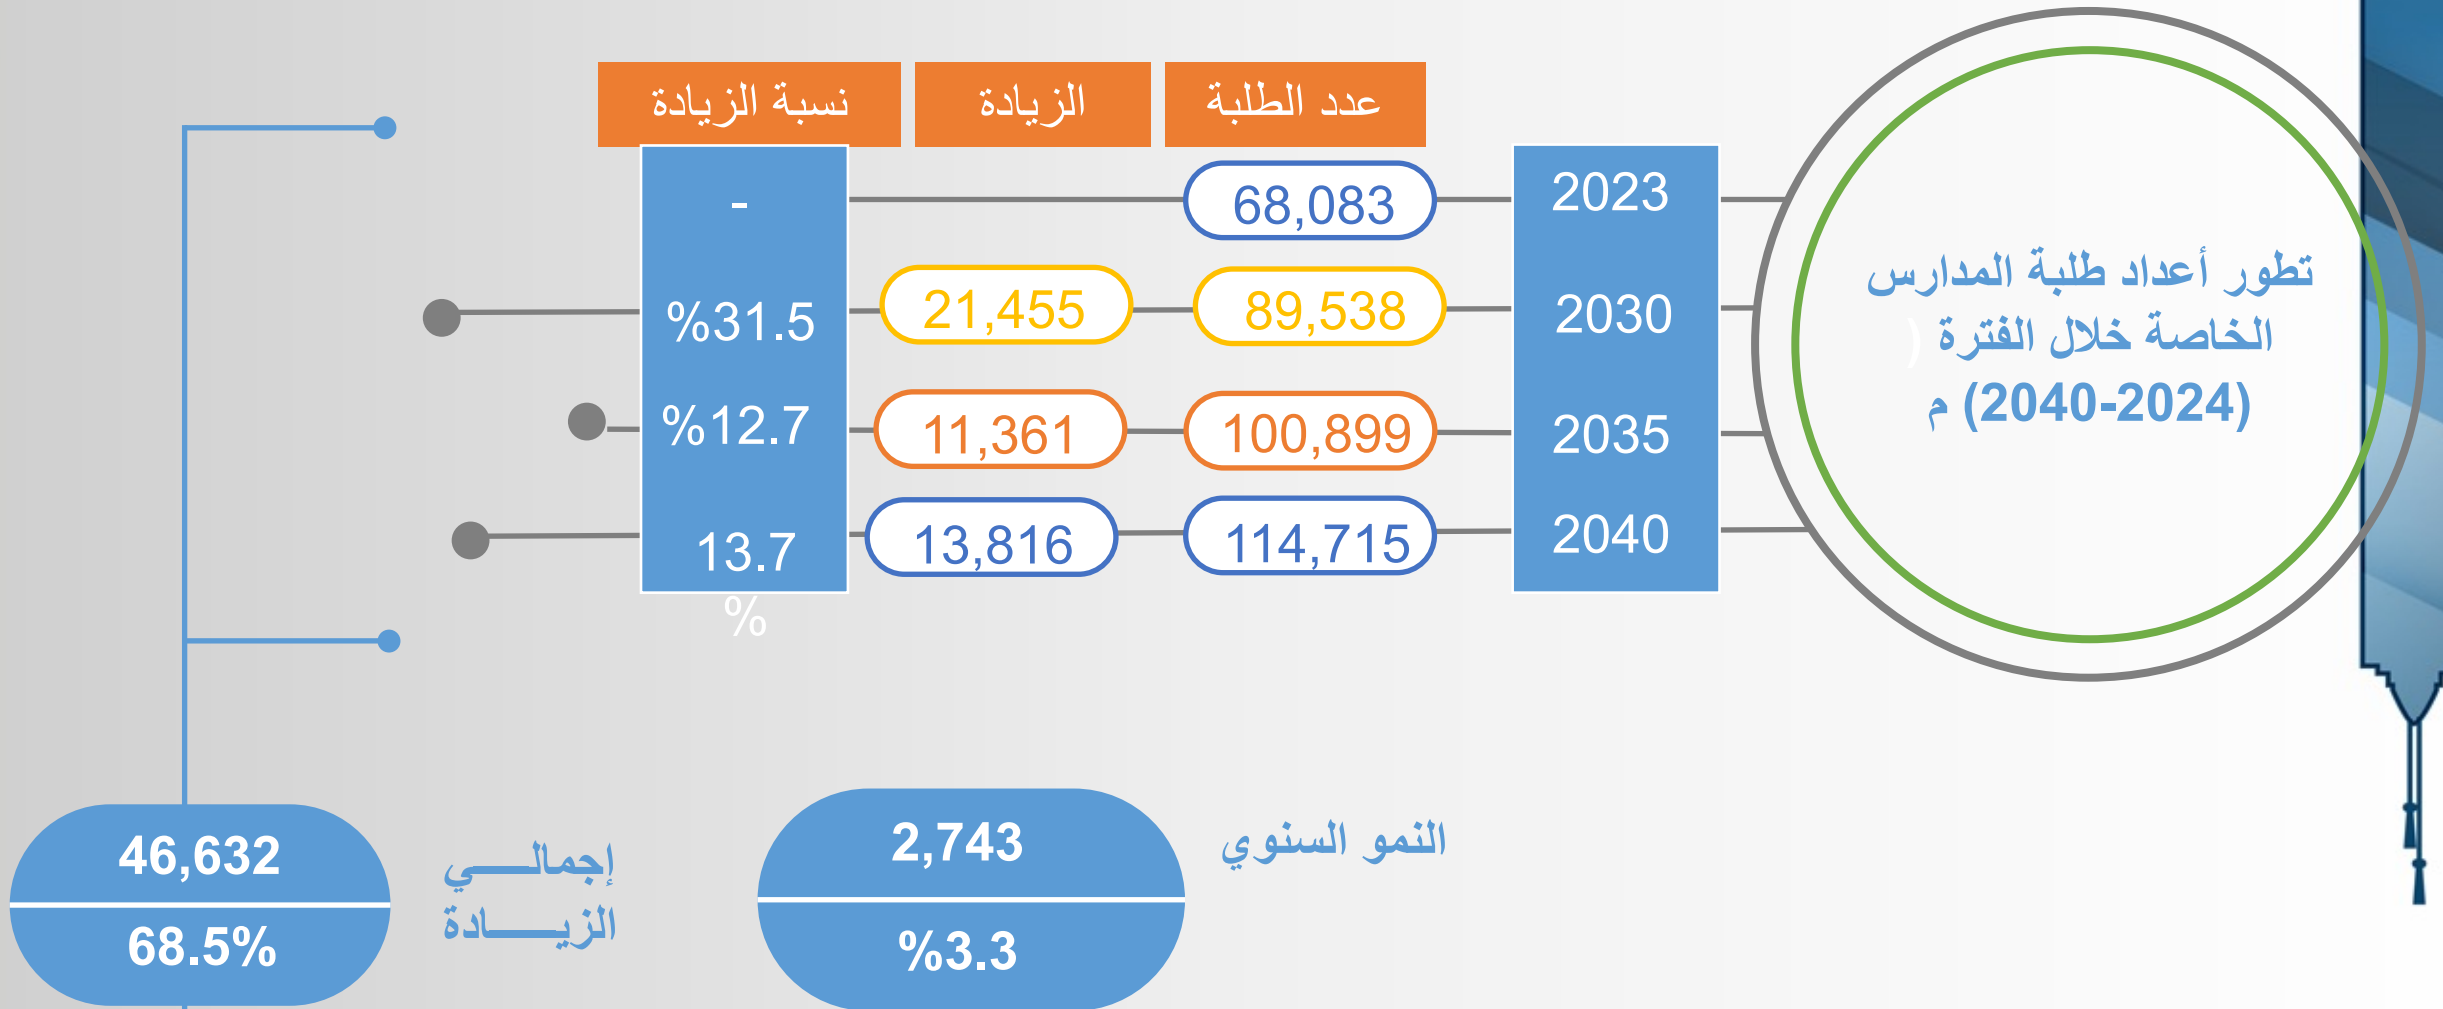 تطور أعداد طلبة المدارس
الخاصة خلال الفترة (
(2024-2040) م
عدد الطلبة
الزيادة
نسبة الزيادة
2023
68,083
-
2030
89,538
21,455
%31.5
2035
100,899
11,361
%12.7
2040
114,715
13,816
13.7
%
النمو السنوي
2,743
%3.3
إجمالي
الزيادة
46,632
68.5%